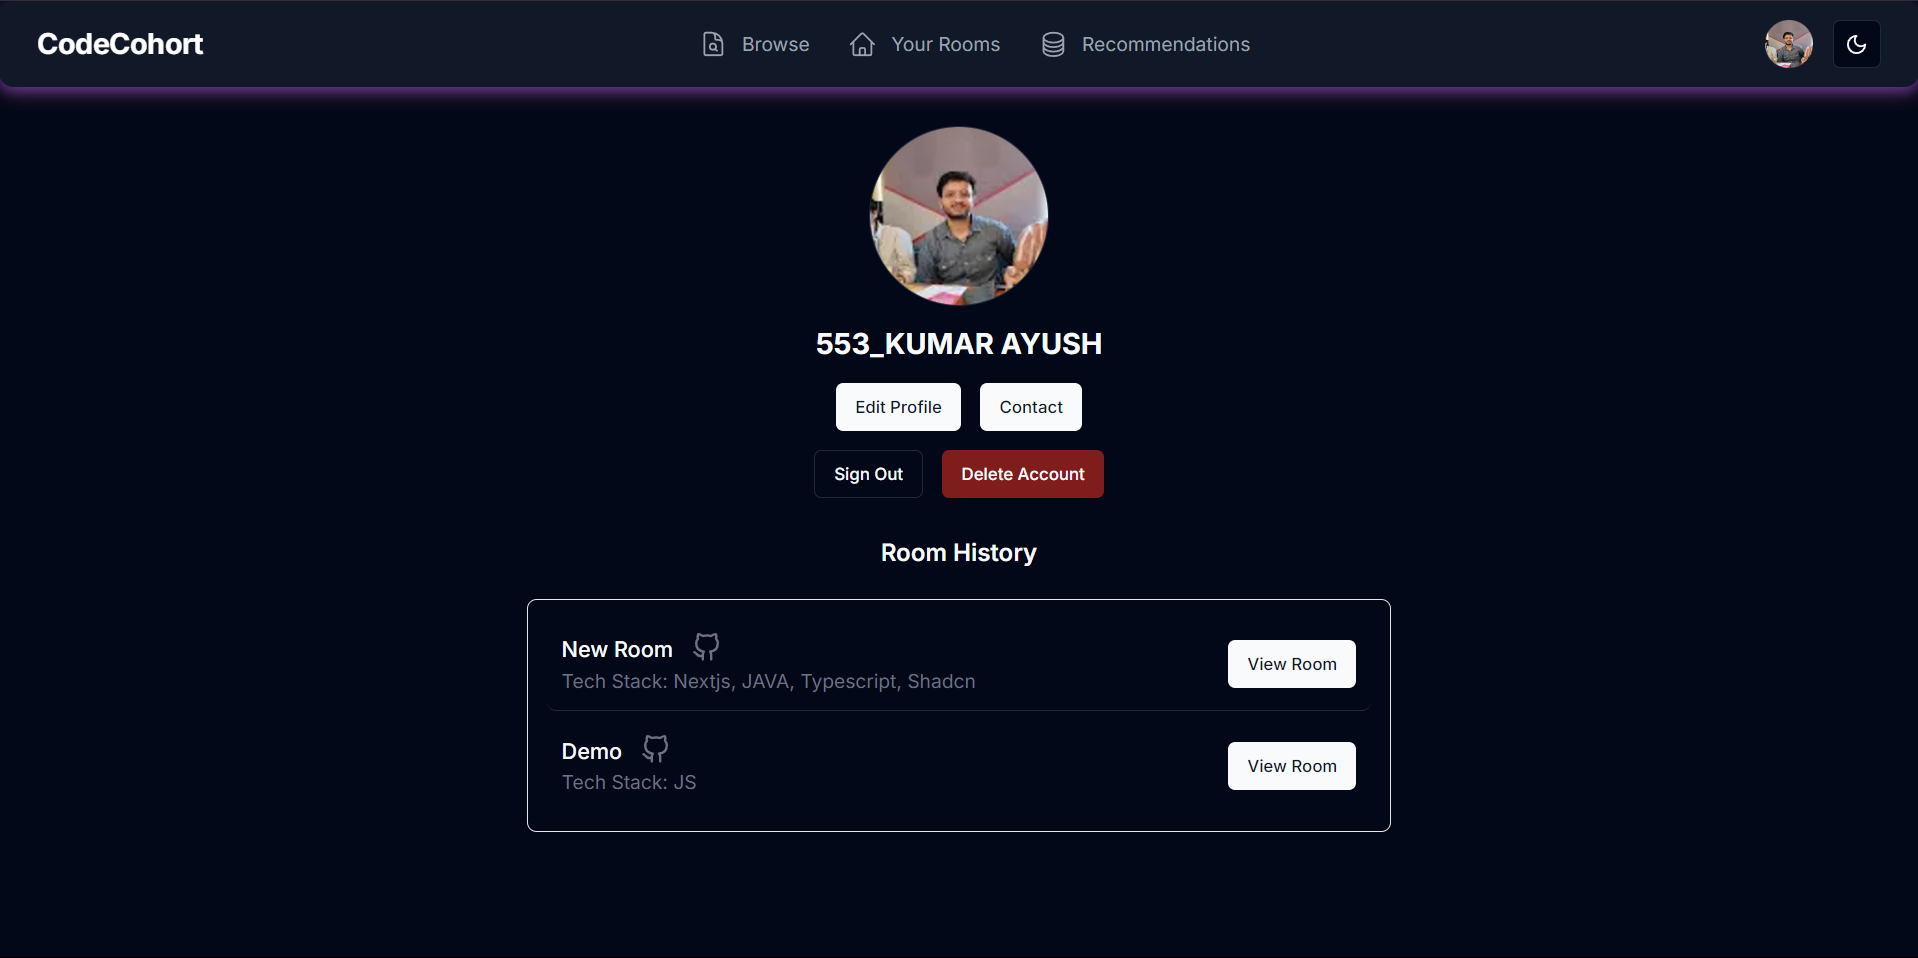 CodeCohort
Browse
Your Rooms
Recommendations
553_KUMAR AYUSH
Edit Profile
Contact
Sign Out
Delete Account
Room History
New Room
Tech Stack: Nextjs, JAVA, Typescript, Shadcn
View Room
Demo
Tech Stack: JS
View Room